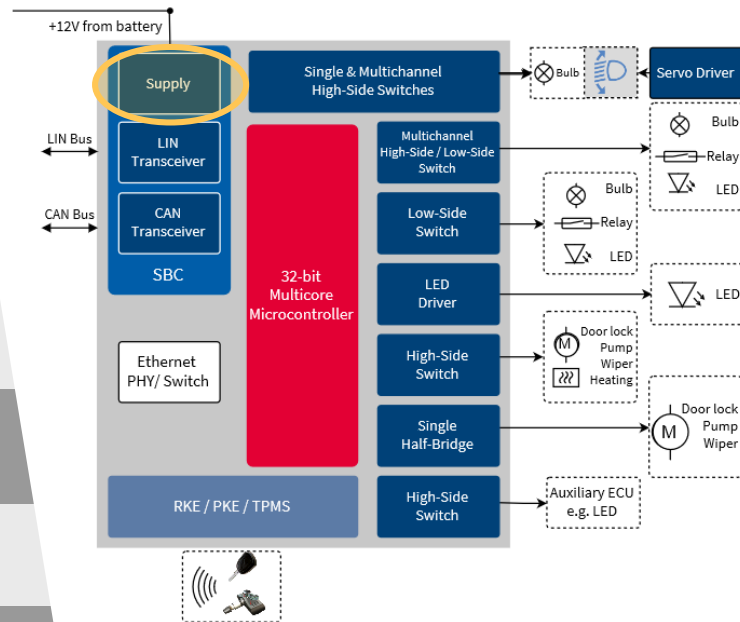 +12V from battery
Supply
LIN Bus
LIN
Transceiver
CAN Bus
CAN
Transceiver
SBC
Ethernet
PHY/ Switch
RKE / PKE / TPMS
32-bit
Multicore
Microcontroller
Single & Multichannel
High-Side Switches
Bulb
Servo Driver
Multichannel
High-Side / Low-Side
Switch
Bulb
Relay
LED
Low-Side
Switch
Bulb
Relay
LED
LED
Driver
LED
High-Side
Switch
M
Door lock
Pump
Wiper
Heating
Single
Half-Bridge
M
Door lock
Pump
Wiper
High-Side
Switch
Auxiliary ECU
e.g. LED